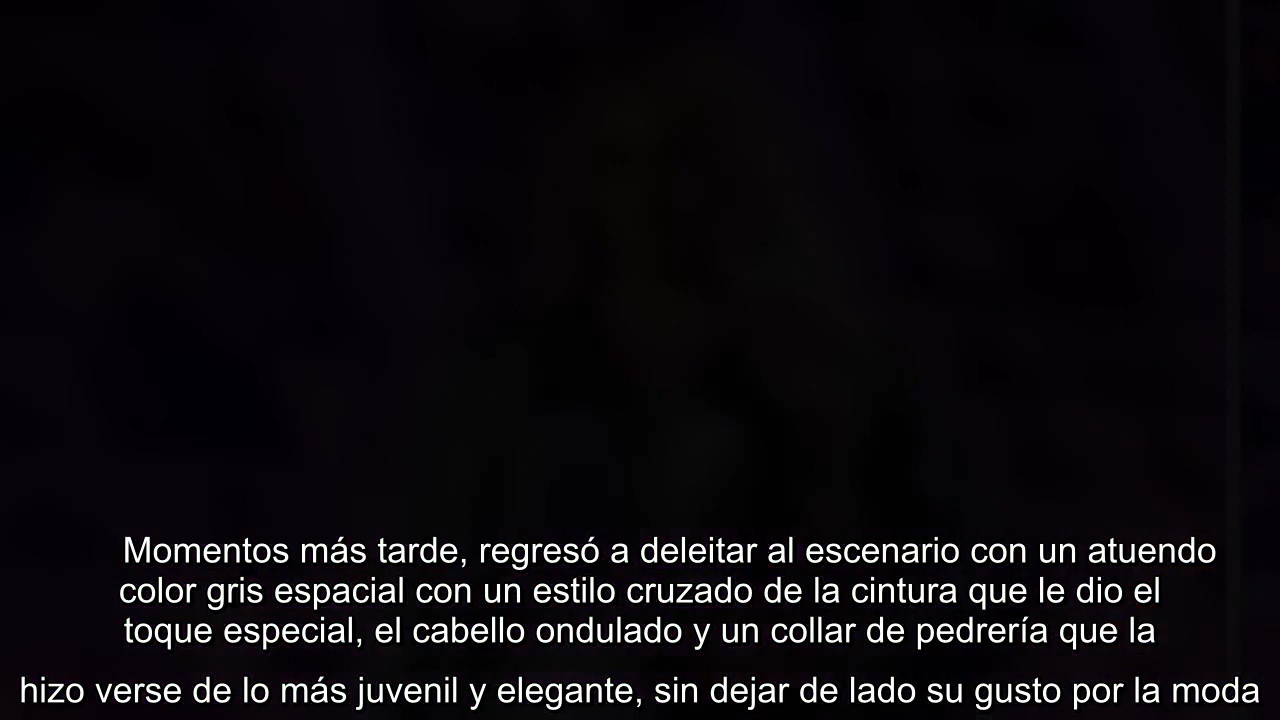 Momentos más tarde, regresó a deleitar al escenario con un atuendo
color gris espacial con un estilo cruzado de la cintura que le dio el
toque especial, el cabello ondulado y un collar de pedrería que la
hizo verse de lo más juvenil y elegante, sin dejar de lado su gusto por la moda